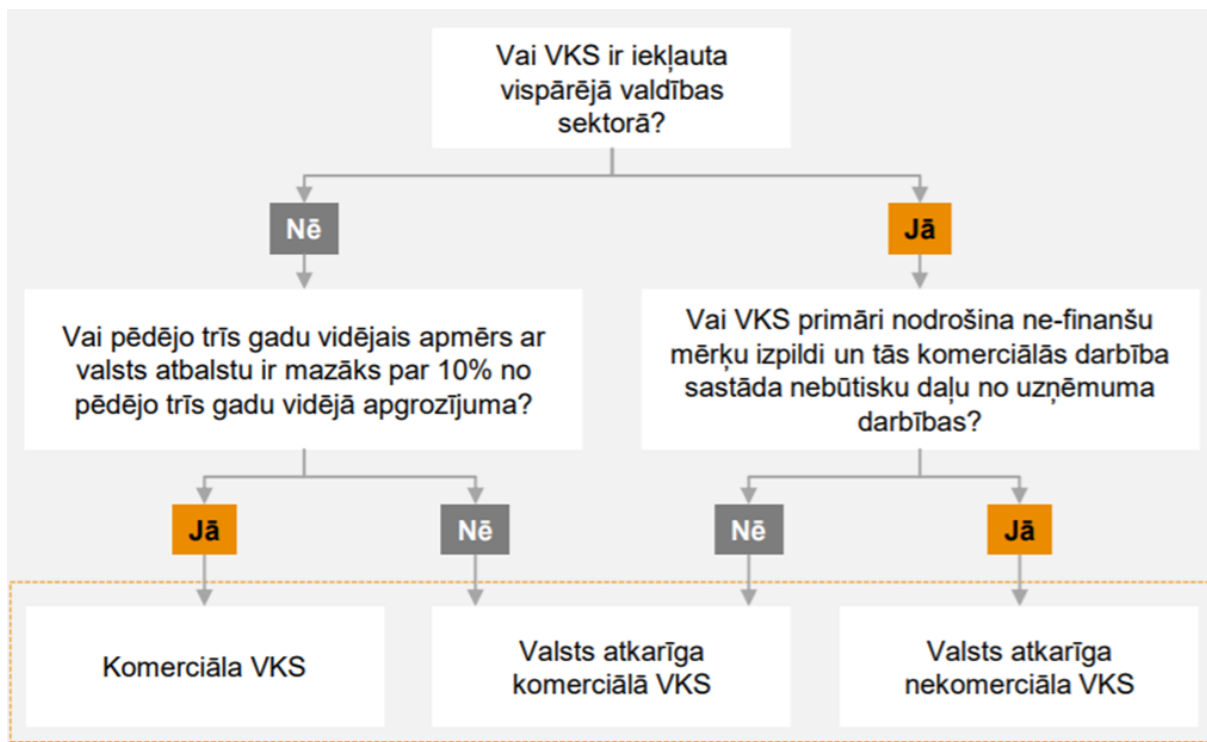 Vai VKS ir iekļauta
vispārējā valdības
sektorā?
Nē
Jā
Vai pēdējo trīs gadu vidējais apmērs ar
valsts atbalstu ir mazāks par 10% no
pēdējo trīs gadu vidējā apgrozījuma?
Vai VKS primāri nodrošina ne-finanšu
mērķu izpildi un tās komerciālās darbība
sastāda nebūtisku daļu no uzņēmuma
darbības?
Jā
Nē
Nē
Jā
Komerciāla VKS
Valsts atkarīga
komerciālā VKS
Valsts atkarīga
nekomerciāla VKS